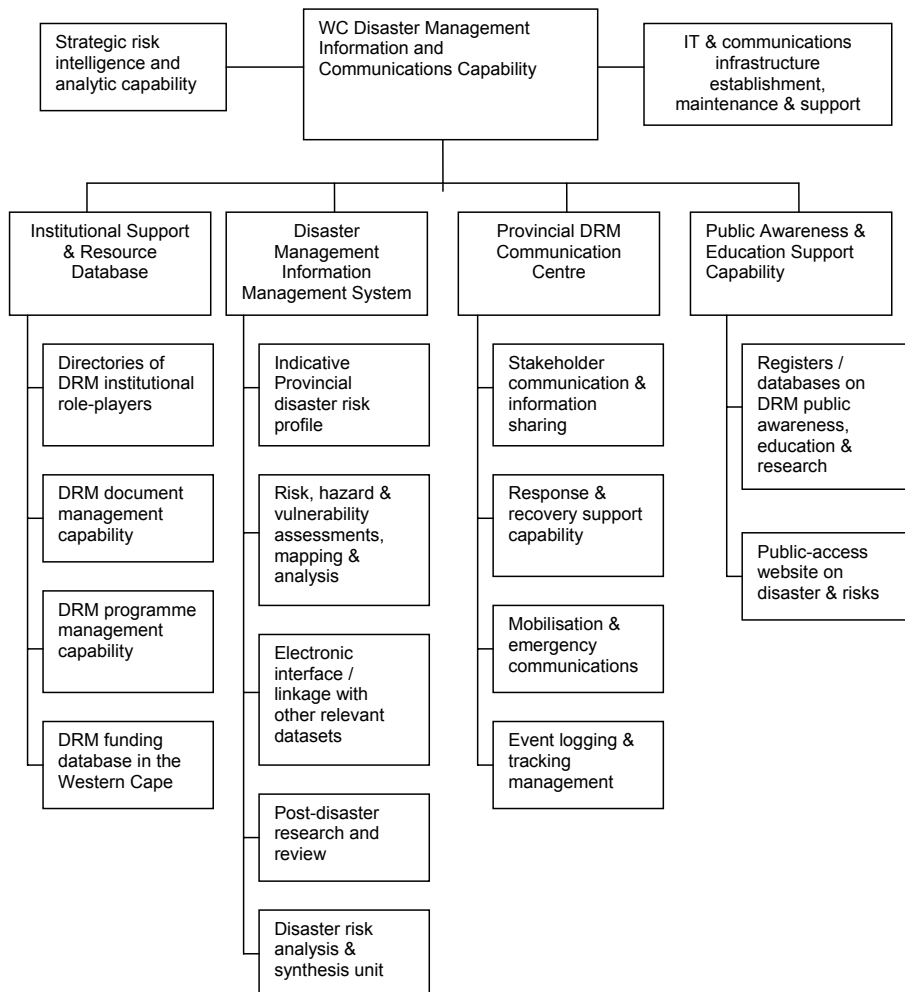 Strategic risk
intelligence and
analytic capability
WC Disaster Management
Information and
Communications Capability
IT & communications
infrastructure
establishment,
maintenance & support
Institutional Support
& Resource
Database
Directories of
DRM institutional
role-players
DRM document
management
capability
DRM programme
management
capability
DRM funding
database in the
Western Cape
Disaster
Management
Information
Management System
Indicative
Provincial
disaster risk
profile
Risk, hazard &
vulnerability
assessments,
mapping &
analysis
Electronic
interface /
linkage with
other relevant
datasets
Post-disaster
research and
review
Disaster risk
analysis &
synthesis unit
Provincial DRM
Communication
Centre
Stakeholder
communication &
information
sharing
Response &
recovery support
capability
Mobilisation &
emergency
communications
Event logging &
tracking
management
Public Awareness &
Education Support
Capability
Registers /
databases on
DRM public
awareness,
education &
research
Public-access
website on
disaster & risks